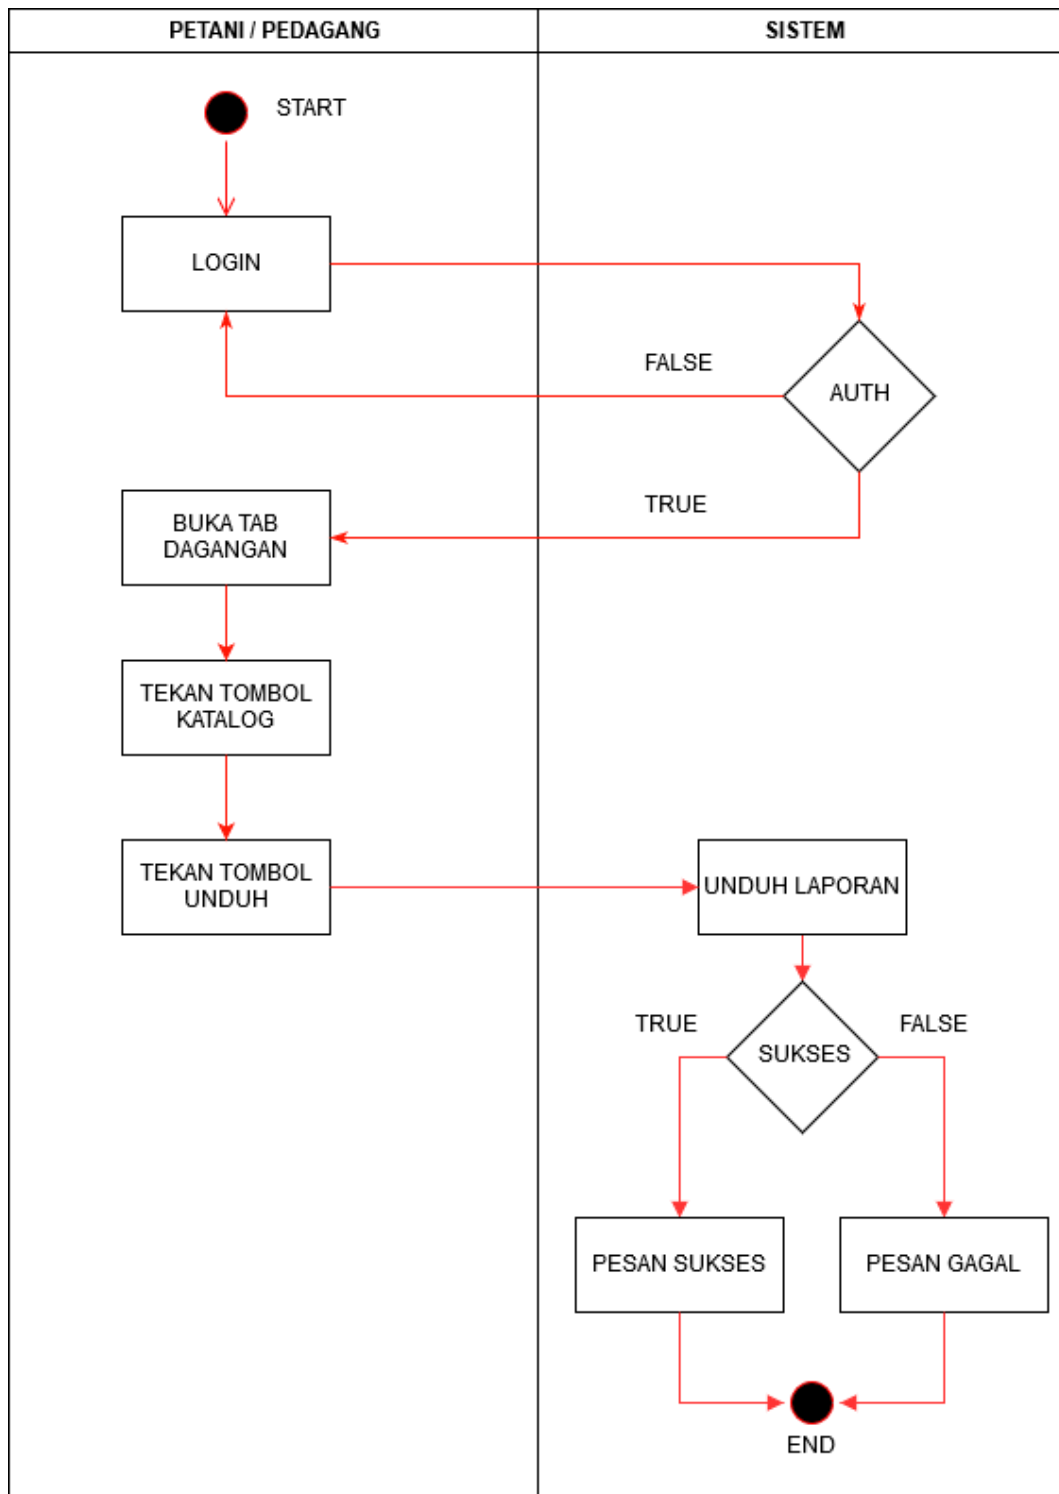 PETANI / PEDAGANG
SISTEM
START
LOGIN
FALSE
AUTH
TRUE
BUKA TAB
DAGANGAN
TEKAN TOMBOL
KATALOG
TEKAN TOMBOL
UNDUH
UNDUH LAPORAN
TRUE
FALSE
SUKSES
PESAN SUKSES
PESAN GAGAL
END